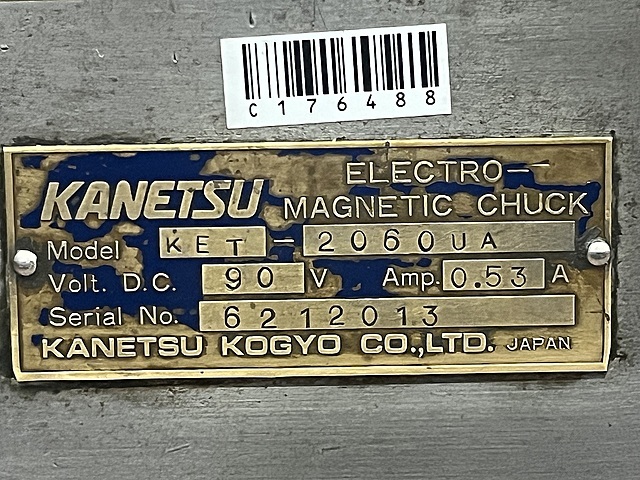 C176488
ELECTRO-
KANETSU MAGNETIC CHUCK
Model KET-2060UA
Volt. D.C. 90 V Amp. 0.53 A
Serial No. 6212013
KANETSU KOGYO CO.,LTD. JAPAN